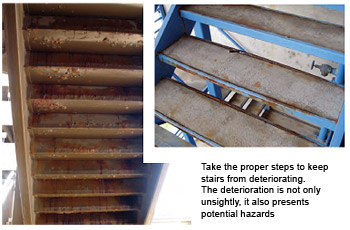 Take the proper steps to keep
stairs from deteriorating.
The deterioration is not only
unsightly, it also presents
potential hazards